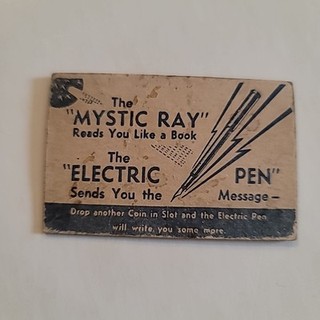 The
"MYSTIC RAY"
Reads You Like a Book
The
"ELECTRIC PEN"
Sends You the Message-
Drop another Coin in Slot and the Electric Pen
will write you some more.